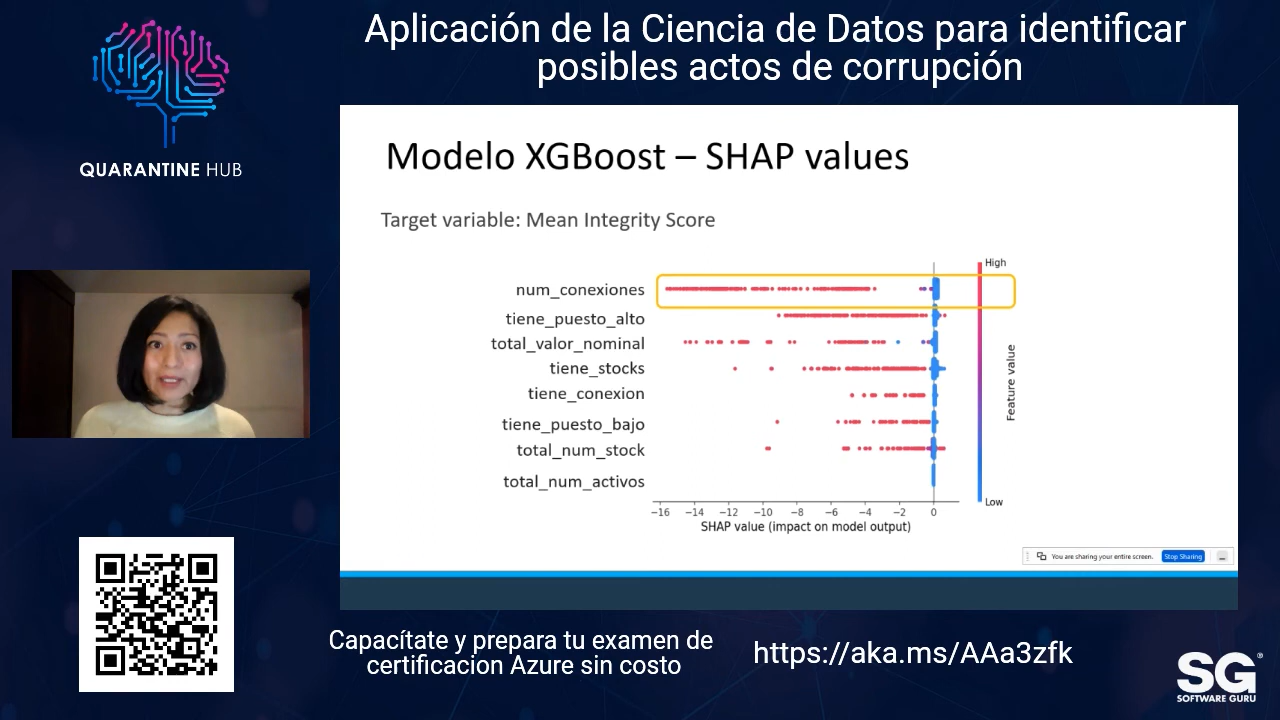 Aplicación de la Ciencia de Datos para identificar
posibles actos de corrupción
QUARANTINE HUB
Modelo XGBoost – SHAP values
Target variable: Mean Integrity Score
High
num_conexiones
tiene_puesto_alto
total_valor_nominal
tiene_stocks
tiene_conexion
tiene_puesto_bajo
total_num_stock
total_num_activos
Feature value
Low
−16 −14 −12 −10 −8 −6 −4 −2 0
SHAP value (impact on model output)
You are sharing your entire screen. Stop Sharing
Capacítate y prepara tu examen de
certificacion Azure sin costo
https://aka.ms/AAa3zfk
SG®
SOFTWARE GURU